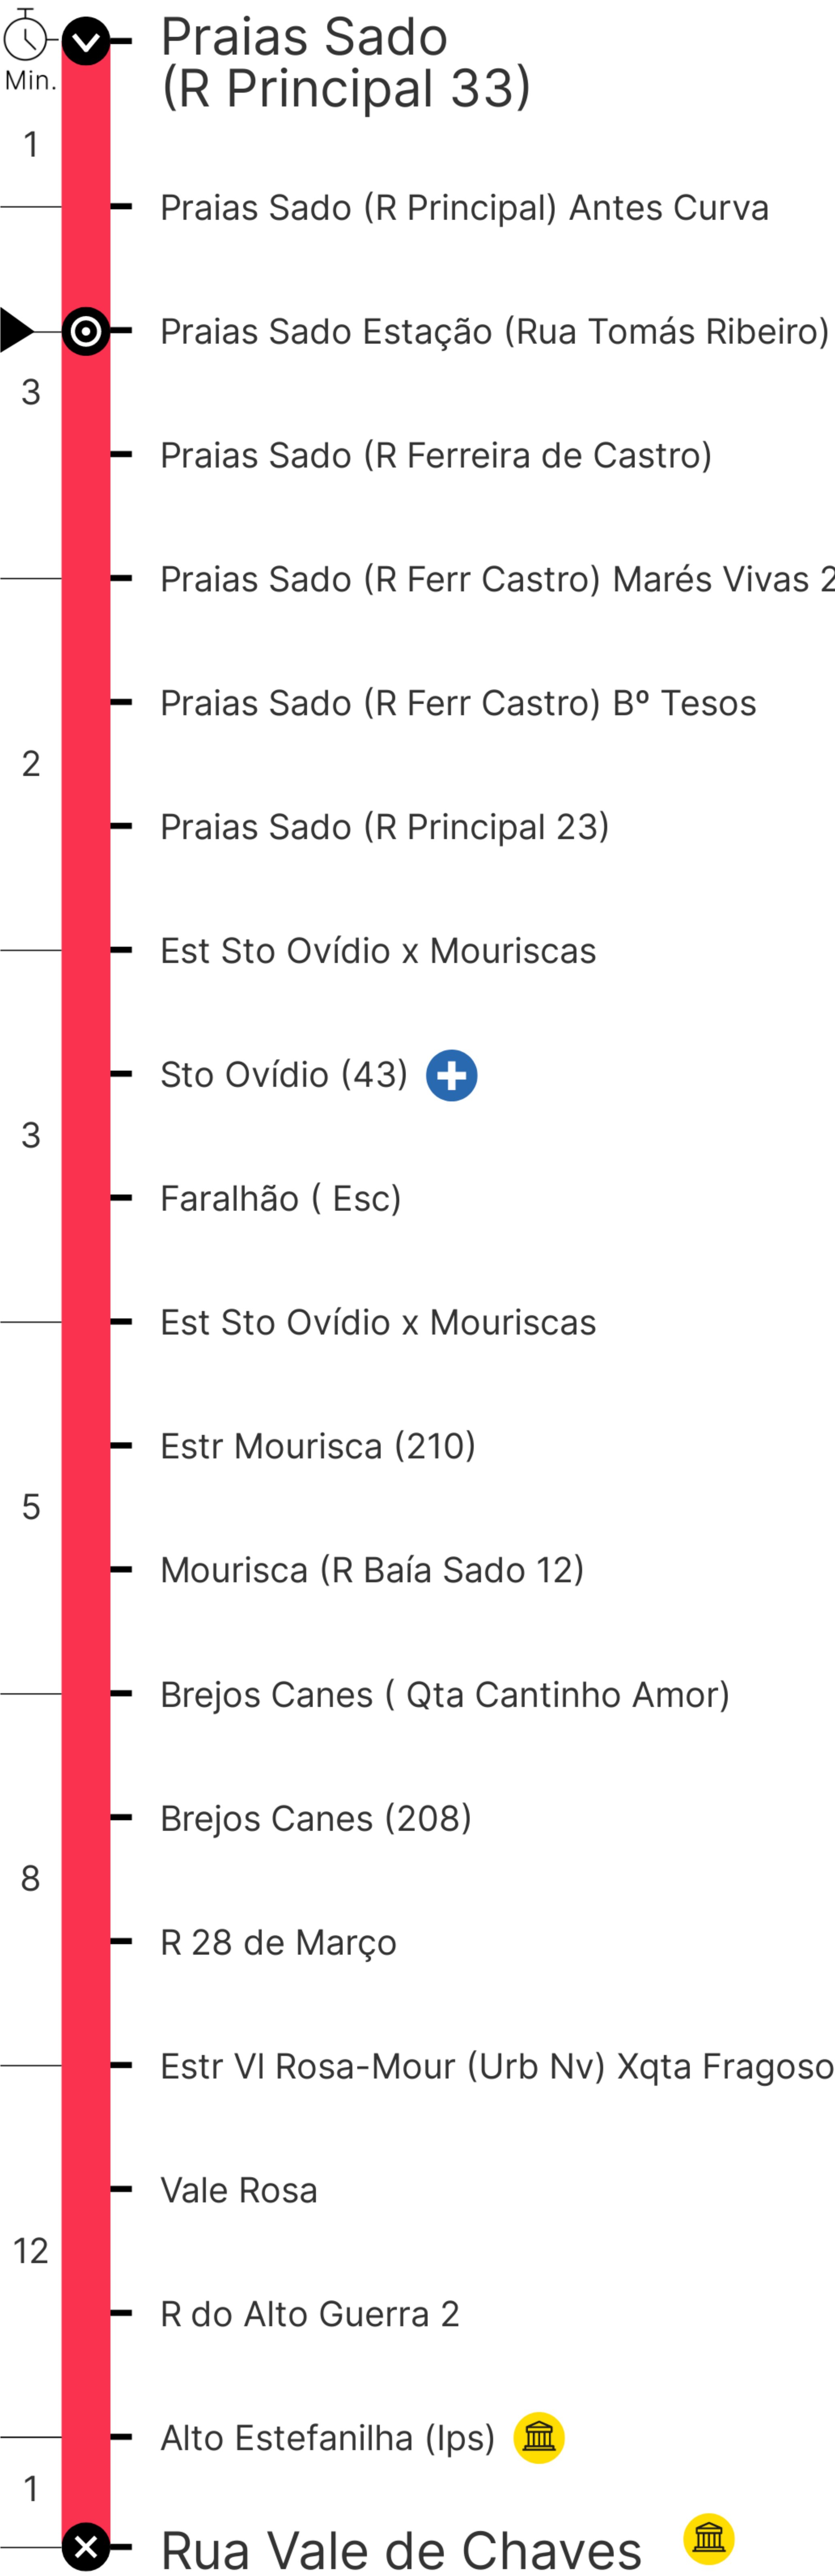 Praias Sado
(R Principal 33)
Min.
1
Praias Sado (R Principal) Antes Curva
Praias Sado Estação (Rua Tomás Ribeiro)
3
Praias Sado (R Ferreira de Castro)
Praias Sado (R Ferr Castro) Marés Vivas 2
Praias Sado (R Ferr Castro) Bº Tesos
2
Praias Sado (R Principal 23)
Est Sto Ovídio x Mouriscas
Sto Ovídio (43)
3
Faralhão ( Esc)
Est Sto Ovídio x Mouriscas
Estr Mourisca (210)
5
Mourisca (R Baía Sado 12)
Brejos Canes ( Qta Cantinho Amor)
Brejos Canes (208)
8
R 28 de Março
Estr Vl Rosa-Mour (Urb Nv) Xqta Fragoso
Vale Rosa
12
R do Alto Guerra 2
Alto Estefanilha (Ips)
1
Rua Vale de Chaves